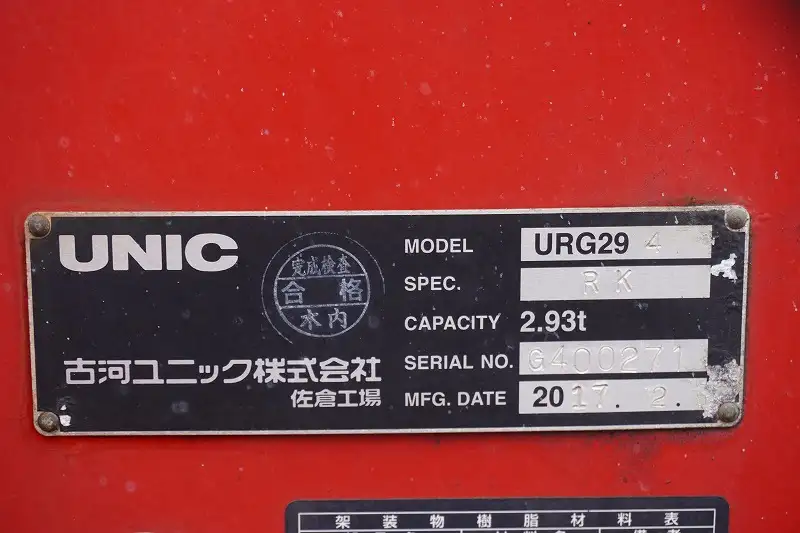 UNIC
完成検査
合格
木内
古河ユニック株式会社
佐倉工場
MODEL URG29 4
SPEC. RK
CAPACITY 2.93t
SERIAL NO. G400271
MFG. DATE 2017. 2.
架装物樹脂材料表